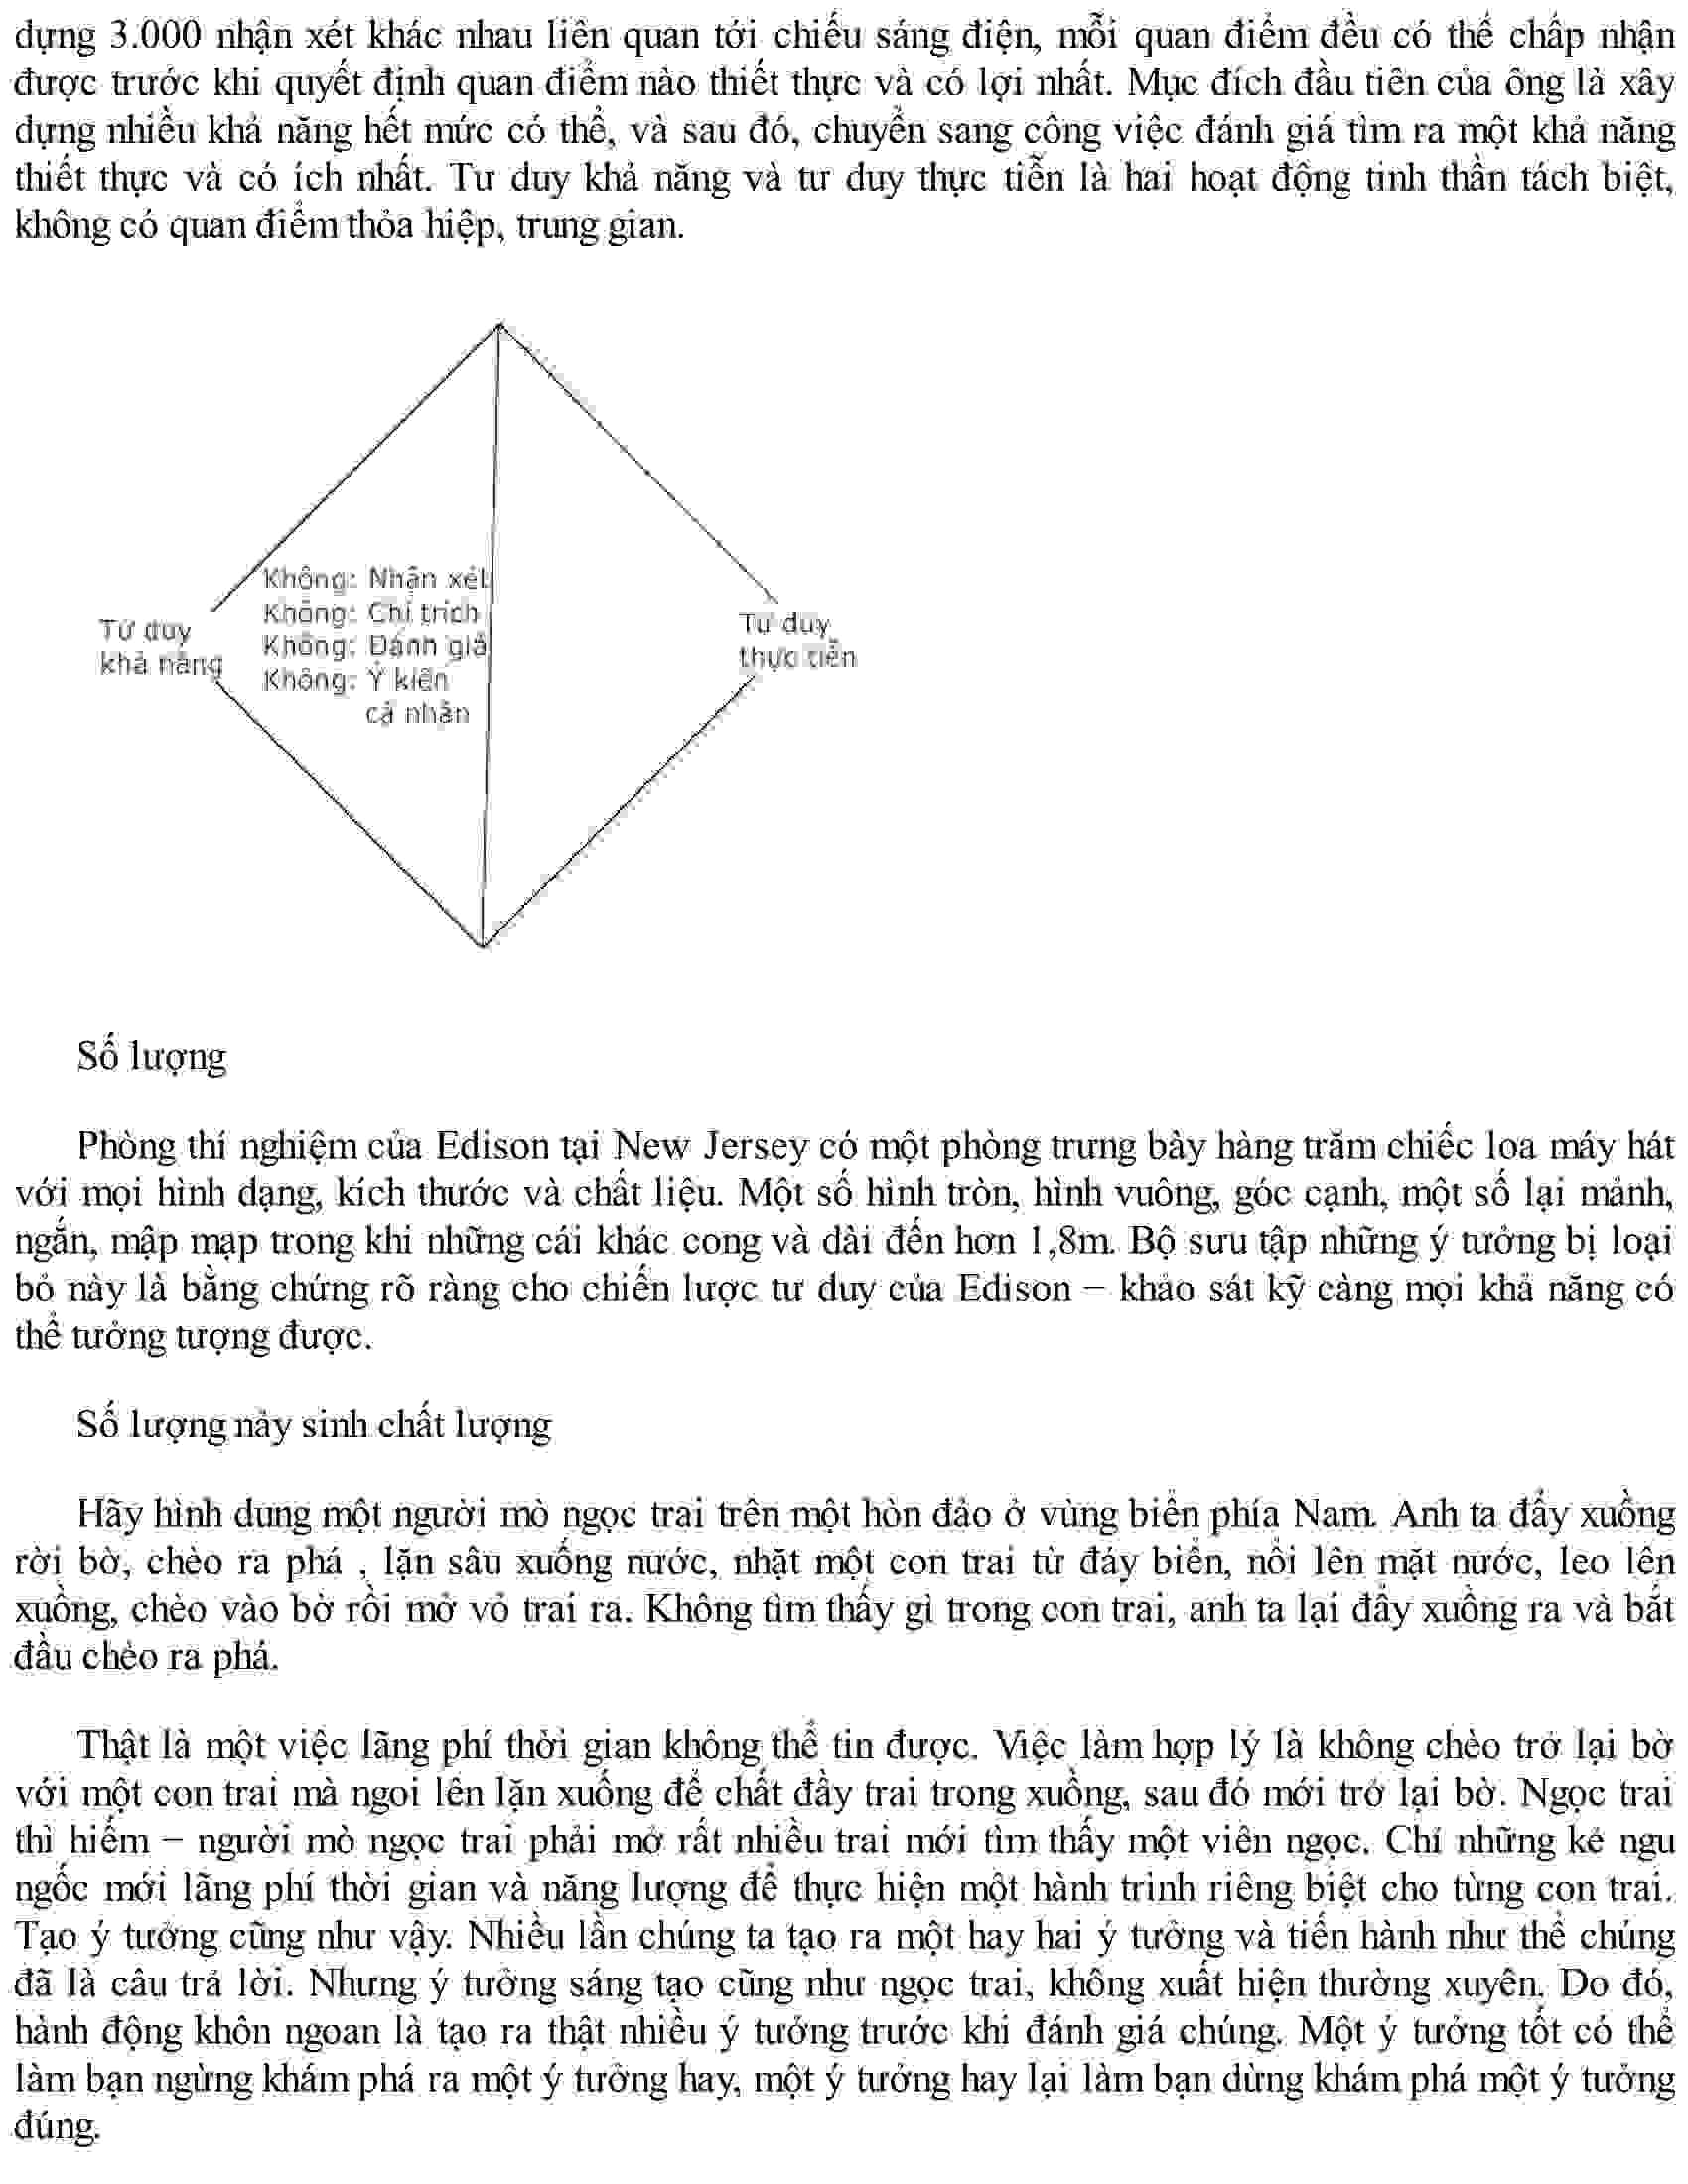 dựng 3.000 nhận xét khác nhau liên quan tới chiếu sáng điện, mỗi quan điểm đều có thể chấp nhận
được trước khi quyết định quan điểm nào thiết thực và có lợi nhất. Mục đích đầu tiên của ông là xây
dựng nhiều khả năng hết mức có thể, và sau đó, chuyển sang công việc đánh giá tìm ra một khả năng
thiết thực và có ích nhất. Tư duy khả năng và tư duy thực tiễn là hai hoạt động tinh thần tách biệt,
không có quan điểm thỏa hiệp, trung gian.
Không: Nhận xét
Không: Chỉ trích
Không: Đánh giá
Không: Ý kiến
cá nhân
Tư duy
khả năng
Tư duy
thực tiễn
Số lượng
Phòng thí nghiệm của Edison tại New Jersey có một phòng trưng bày hàng trăm chiếc loa máy hát
với mọi hình dạng, kích thước và chất liệu. Một số hình tròn, hình vuông, góc cạnh, một số lại mảnh,
ngắn, mập mạp trong khi những cái khác cong và dài đến hơn 1,8m. Bộ sưu tập những ý tưởng bị loại
bỏ này là bằng chứng rõ ràng cho chiến lược tư duy của Edison – khảo sát kỹ càng mọi khả năng có
thể tưởng tượng được.
Số lượng nảy sinh chất lượng
Hãy hình dung một người mò ngọc trai trên một hòn đảo ở vùng biển phía Nam. Anh ta đẩy xuồng
rời bờ, chèo ra phá , lặn sâu xuống nước, nhặt một con trai từ đáy biển, nổi lên mặt nước, leo lên
xuồng, chèo vào bờ rồi mở vỏ trai ra. Không tìm thấy gì trong con trai, anh ta lại đẩy xuồng ra và bắt
đầu chèo ra phá.
Thật là một việc lãng phí thời gian không thể tin được. Việc làm hợp lý là không chèo trở lại bờ
với một con trai mà ngoi lên lặn xuống để chất đầy trai trong xuồng, sau đó mới trở lại bờ. Ngọc trai
thì hiếm – người mò ngọc trai phải mở rất nhiều trai mới tìm thấy một viên ngọc. Chỉ những kẻ ngu
ngốc mới lãng phí thời gian và năng lượng để thực hiện một hành trình riêng biệt cho từng con trai.
Tạo ý tưởng cũng như vậy. Nhiều lần chúng ta tạo ra một hay hai ý tưởng và tiến hành như thể chúng
đã là câu trả lời. Nhưng ý tưởng sáng tạo cũng như ngọc trai, không xuất hiện thường xuyên. Do đó,
hành động khôn ngoan là tạo ra thật nhiều ý tưởng trước khi đánh giá chúng. Một ý tưởng tốt có thể
làm bạn ngừng khám phá ra một ý tưởng hay, một ý tưởng hay lại làm bạn dừng khám phá một ý tưởng
đúng.